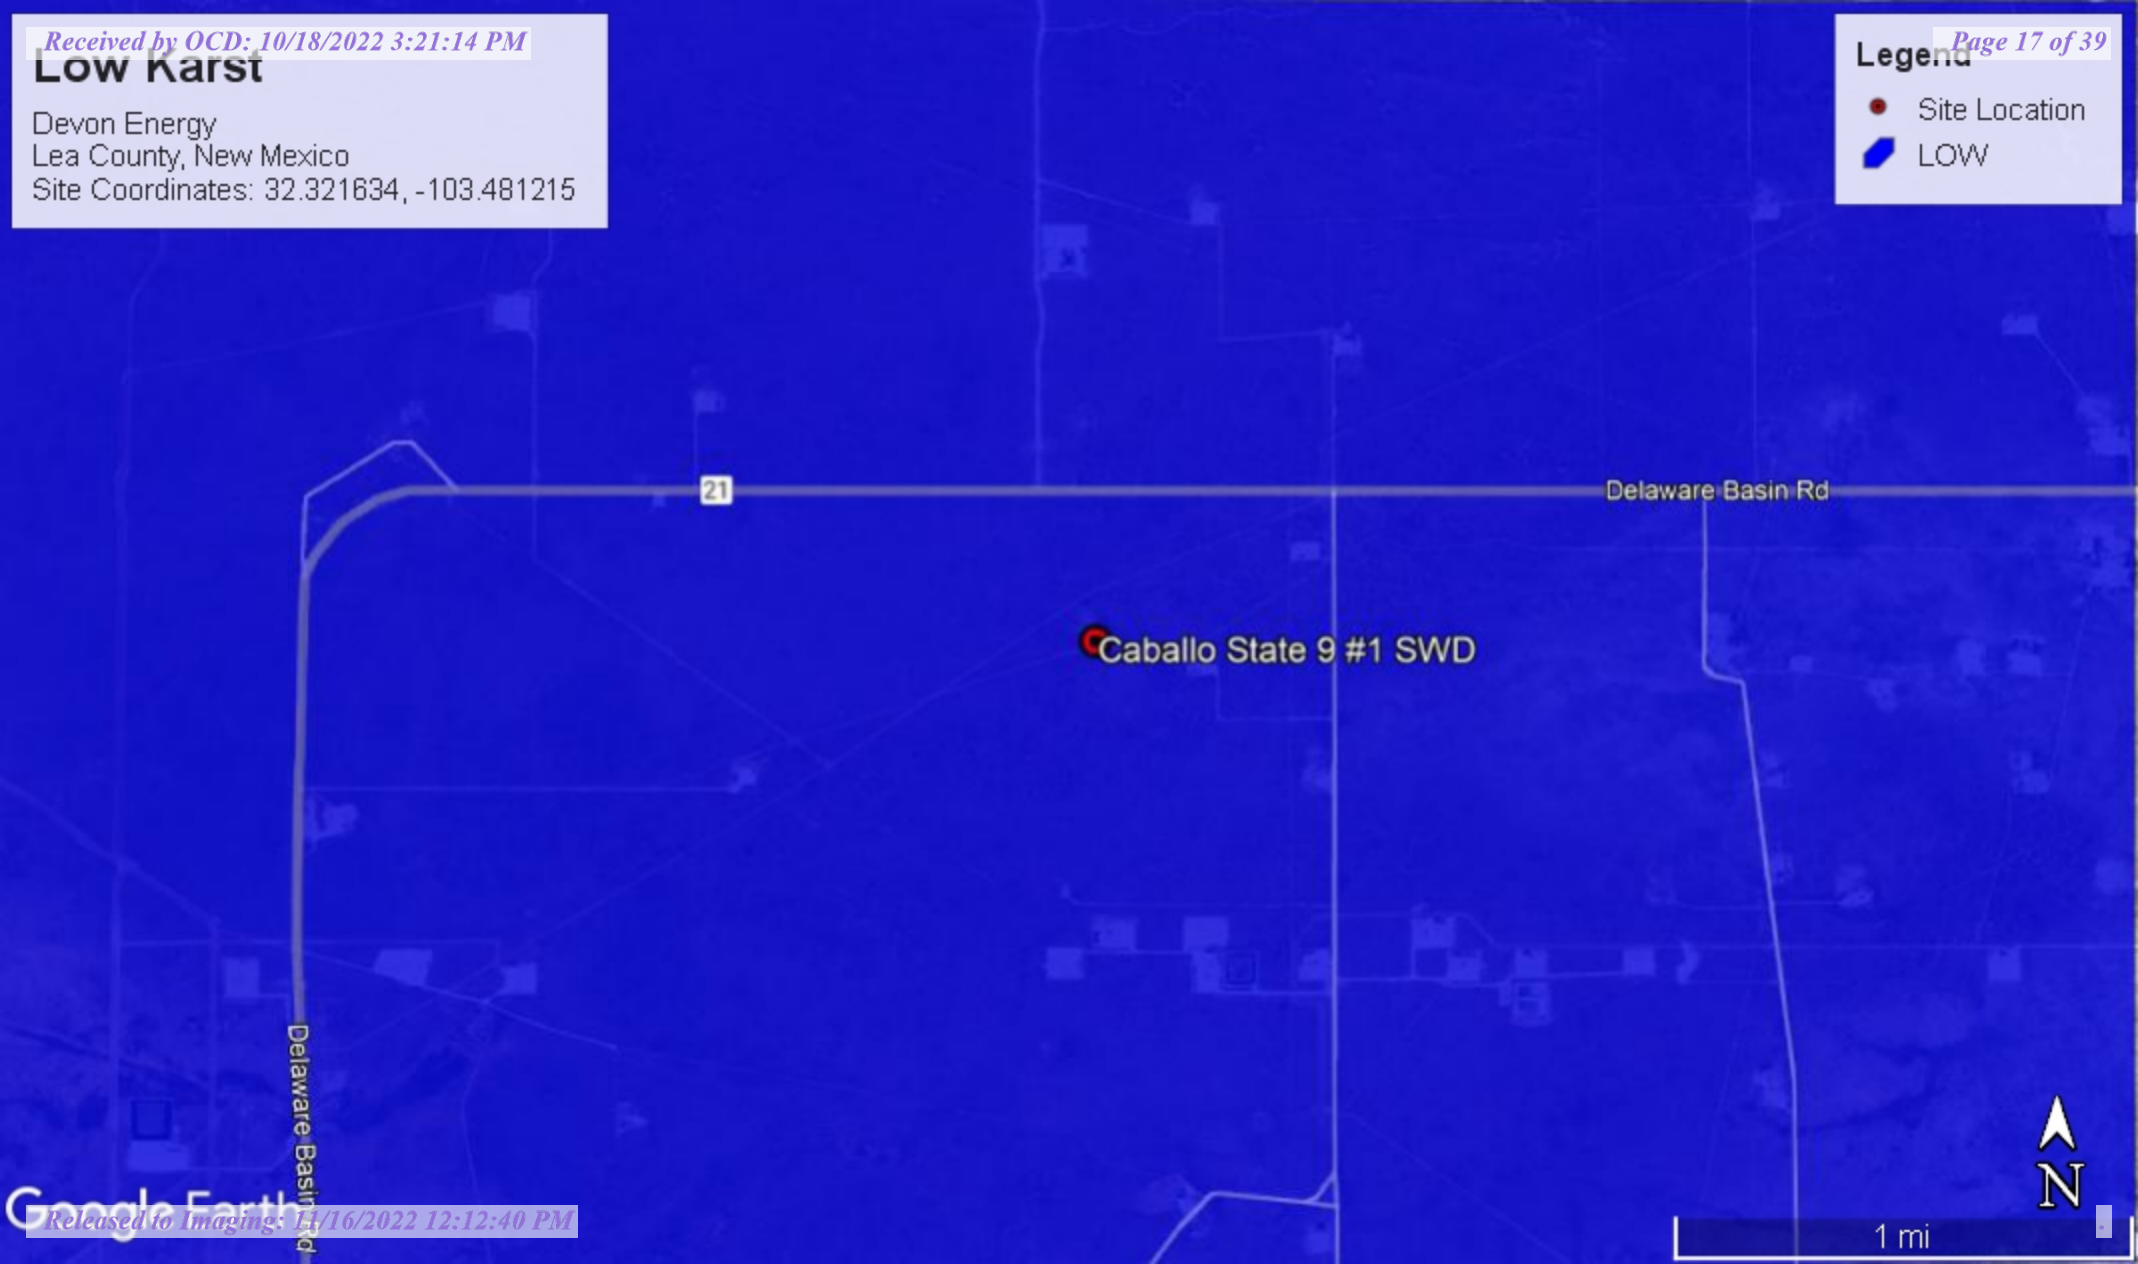 Received by OCD: 10/18/2022 3:21:14 PM
Page 17 of 39
Low Karst
Devon Energy
Lea County, New Mexico
Site Coordinates: 32.321634, -103.481215
Legend
Site Location
LOW
21
Delaware Basin Rd
Caballo State 9 #1 SWD
Delaware Basin Rd
N
Google Earth
Released to Imaging: 11/16/2022 12:12:40 PM
1 mi